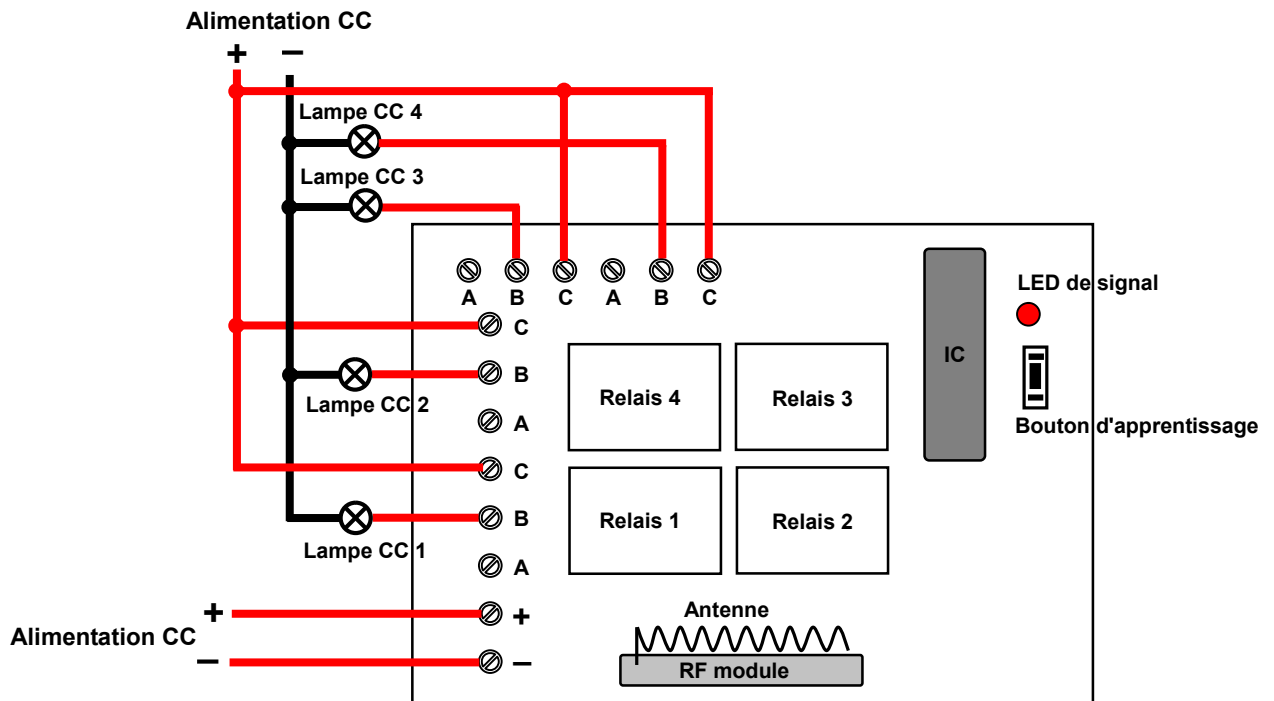 Alimentation CC
+ −
Lampe CC 4
Lampe CC 3
A B C A B C
LED de signal
C
IC
B
Relais 4 Relais 3
Lampe CC 2
A
Bouton d'apprentissage
C
B
Relais 1 Relais 2
Lampe CC 1
A
+ +
Antenne
Alimentation CC
− −
RF module